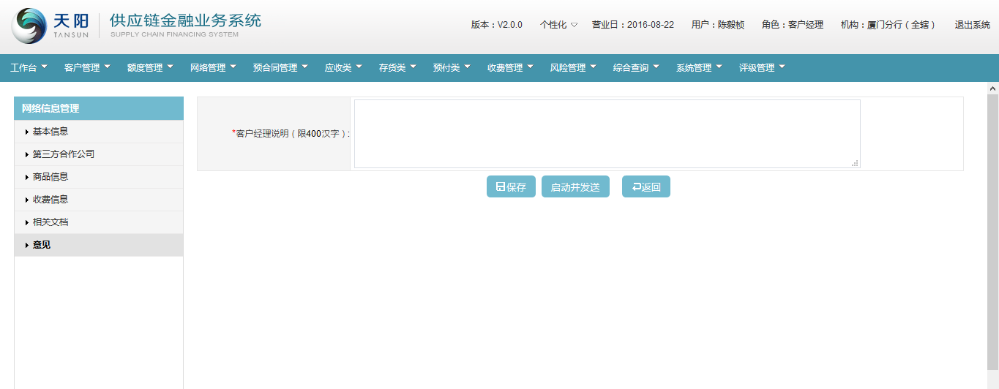 天阳
TANSUN
供应链金融业务系统
SUPPLY CHAIN FINANCING SYSTEM
版本：V2.0.0 个性化 营业日：2016-08-22 用户：陈毅桢 角色：客户经理 机构：厦门分行（全辖） 退出系统
工作台 客户管理 额度管理 网络管理 预合同管理 应收类 存货类 预付类 收费管理 风险管理 综合查询 系统管理 评级管理
网络信息管理
基本信息
第三方合作公司
商品信息
收费信息
相关文档
意见
*客户经理说明（限400汉字）:
保存 启动并发送 返回